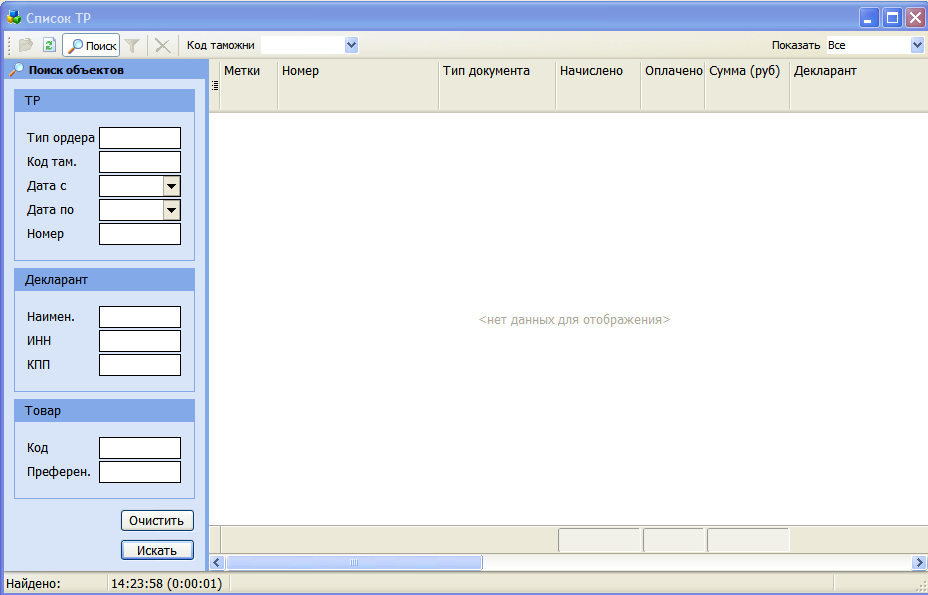 Список ТР
Поиск
Код таможни
Показать Все
Поиск объектов
Метки Номер Тип документа Начислено Оплачено Сумма (руб) Декларант
ТР
Тип ордера
Код там.
Дата с
Дата по
Номер
Декларант
Наимен.
ИНН
КПП
Товар
Код
Преферен.
Очистить
Искать
<нет данных для отображения>
Найдено: 14:23:58 (0:00:01)